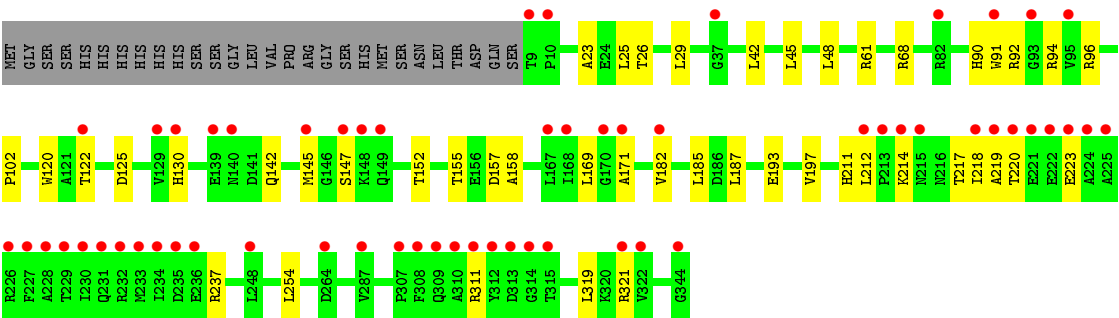 MET GLY SER SER HIS HIS HIS HIS HIS HIS SER SER GLY LEU VAL PRO ARG GLY SER HIS MET SER ASN LEU THR ASP GLN SER T9 P10 A23 E24 L25 T26 L29 G37 L42 L45 L48 R61 R68 R82 H90 W91 R92 G93 R94 V95 R96
P102 W120 A121 T122 D125 V129 H130 E139 N140 D141 Q142 M145 G146 S147 K148 Q149 T152 T155 E156 D157 A158 L167 I168 L169 G170 A171 V182 L185 D186 L187 E193 V197 H211 L212 P213 K214 N215 N216 T217 I218 A219 T220 E221 E222 E223 A224 A225
R226 F227 A228 T229 I230 Q231 R232 M233 I234 D235 E236 R237 L248 L254 D264 V287 P307 F308 Q309 A310 R311 Y312 D313 G314 T315 L319 K320 R321 V322 G344